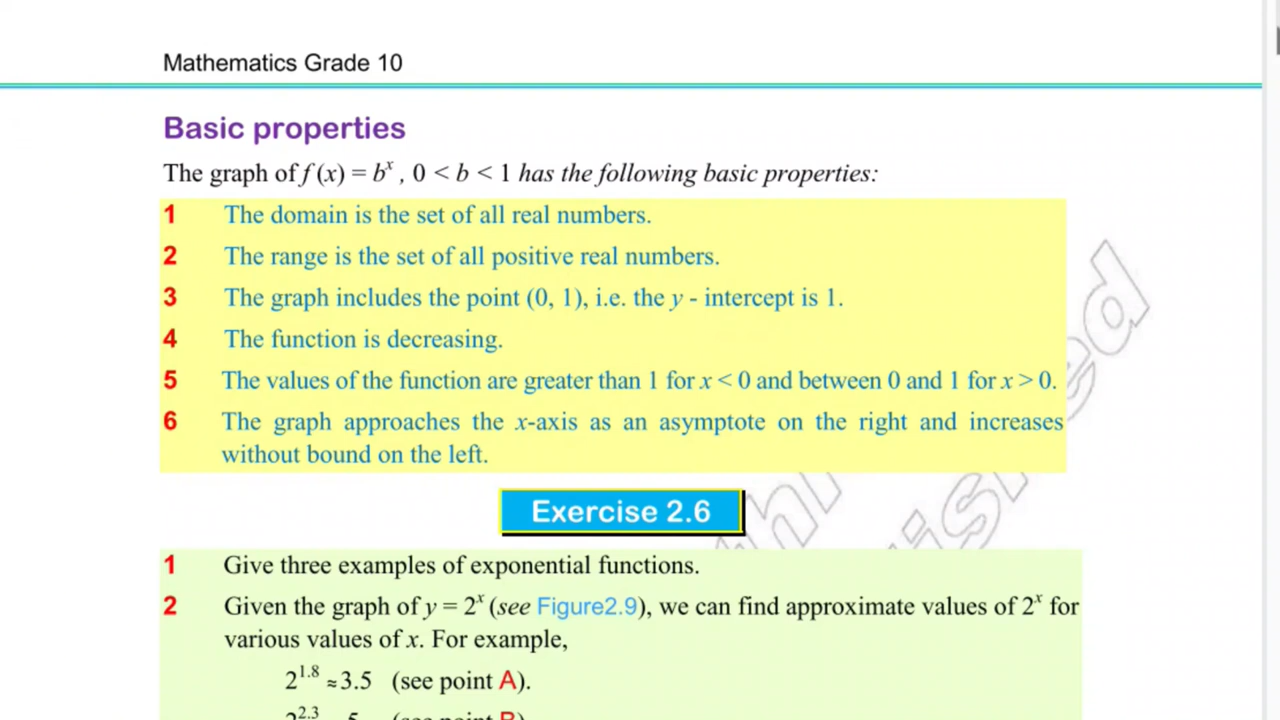 Mathematics Grade 10
Basic properties
The graph of f (x) = bˣ , 0 < b < 1 has the following basic properties:
1 The domain is the set of all real numbers.
2 The range is the set of all positive real numbers.
3 The graph includes the point (0, 1), i.e. the y - intercept is 1.
4 The function is decreasing.
5 The values of the function are greater than 1 for x < 0 and between 0 and 1 for x > 0.
6 The graph approaches the x-axis as an asymptote on the right and increases
without bound on the left.
Exercise 2.6
1 Give three examples of exponential functions.
2 Given the graph of y = 2ˣ (see Figure2.9), we can find approximate values of 2ˣ for
various values of x. For example,
2^1.8 ≈ 3.5 (see point A).